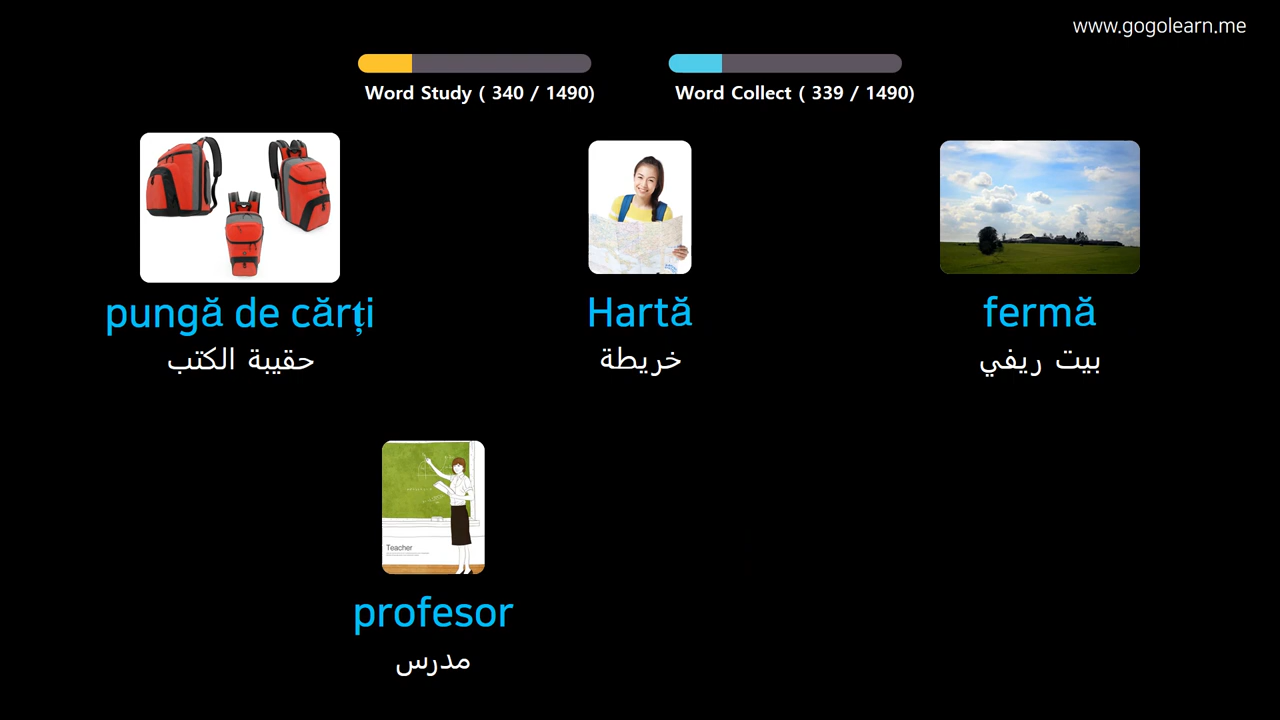 www.gogolearn.me
Word Study ( 340 / 1490)
Word Collect ( 339 / 1490)
pungă de cărți
حقيبة الكتب
Hartă
خريطة
fermă
بيت ريفي
Teacher
profesor
مدرس